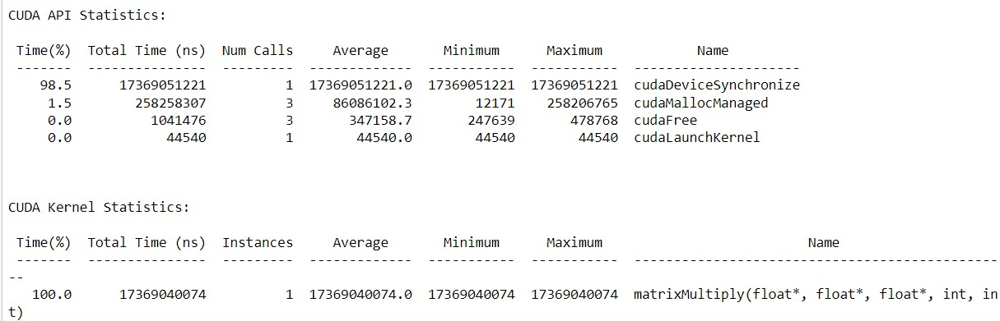 CUDA API Statistics:
Time(%)  Total Time (ns)  Num Calls     Average      Minimum      Maximum            Name
-------  ---------------  ---------  -------------  -----------  -----------  ---------------------
98.5      17369051221          1  17369051221.0  17369051221  17369051221  cudaDeviceSynchronize
1.5        258258307          3     86086102.3        12171    258206765  cudaMallocManaged
0.0          1041476          3       347158.7       247639       478768  cudaFree
0.0            44540          1        44540.0        44540        44540  cudaLaunchKernel
CUDA Kernel Statistics:
Time(%)  Total Time (ns)  Instances     Average      Minimum      Maximum                          Name
-------  ---------------  ---------  -------------  -----------  -----------  ----------------------------------------------
--
100.0      17369040074          1  17369040074.0  17369040074  17369040074  matrixMultiply(float*, float*, float*, int, in
t)